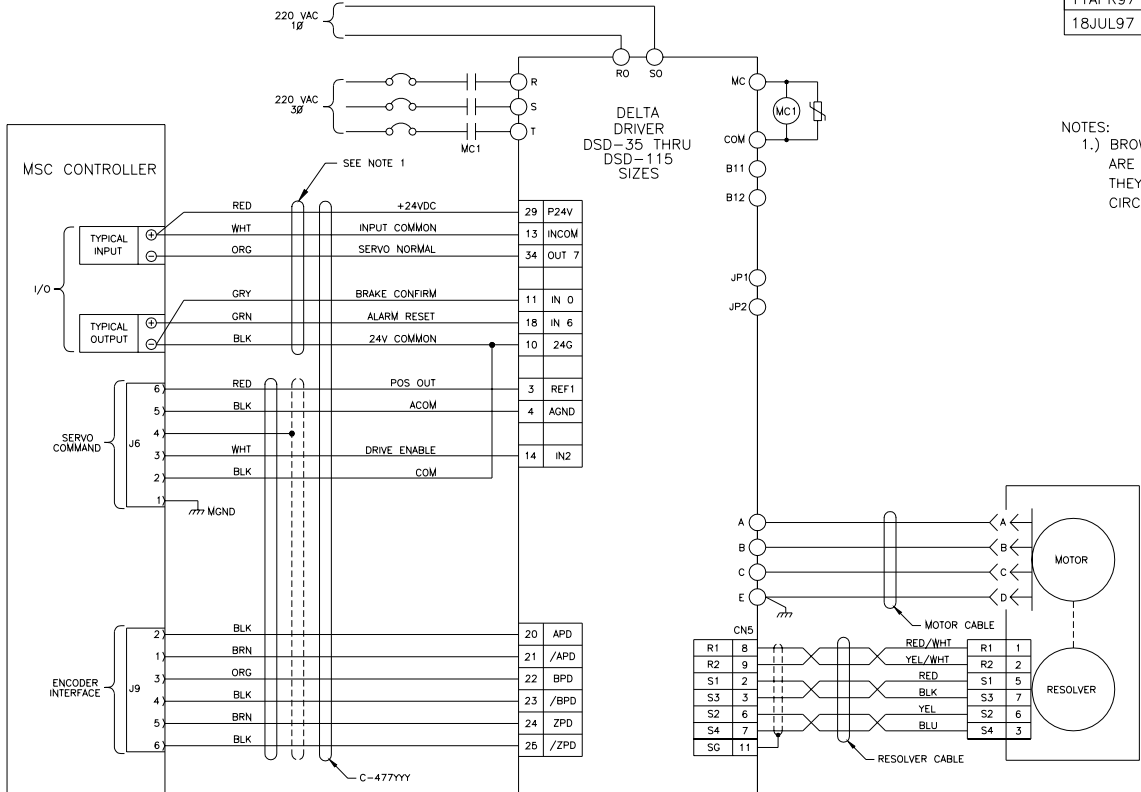 11APR97
18JUL97
220 VAC
1Ø
RO
SO
220 VAC
3Ø
R
S
T
MC1
DELTA
DRIVER
DSD-35 THRU
DSD-115
SIZES
MC
MC1
COM
B11
B12
JP1
JP2
NOTES:
1.) BROW
ARE
THEY
CIRC
MSC CONTROLLER
SEE NOTE 1
I/O
TYPICAL
INPUT
+
-
TYPICAL
OUTPUT
+
-
RED +24VDC 29 P24V
WHT INPUT COMMON 13 INCOM
ORG SERVO NORMAL 34 OUT 7
GRY BRAKE CONFIRM 11 IN 0
GRN ALARM RESET 18 IN 6
BLK 24V COMMON 10 24G
SERVO
COMMAND
J6
6 RED POS OUT 3 REF1
5 BLK ACOM 4 AGND
4
3 WHT DRIVE ENABLE 14 IN2
2 BLK COM
1 MGND
ENCODER
INTERFACE
J9
2 BLK 20 APD
1 BRN 21 /APD
3 ORG 22 BPD
4 BLK 23 /BPD
5 BRN 24 ZPD
6 BLK 25 /ZPD
C-477YYY
A A
B B
C C
E D
MOTOR
MOTOR CABLE
CN5
R1 8 RED/WHT R1 1
R2 9 YEL/WHT R2 2
S1 2 RED S1 5
S3 3 BLK S3 7
S2 6 YEL S2 6
S4 7 BLU S4 3
SG 11
RESOLVER
RESOLVER CABLE